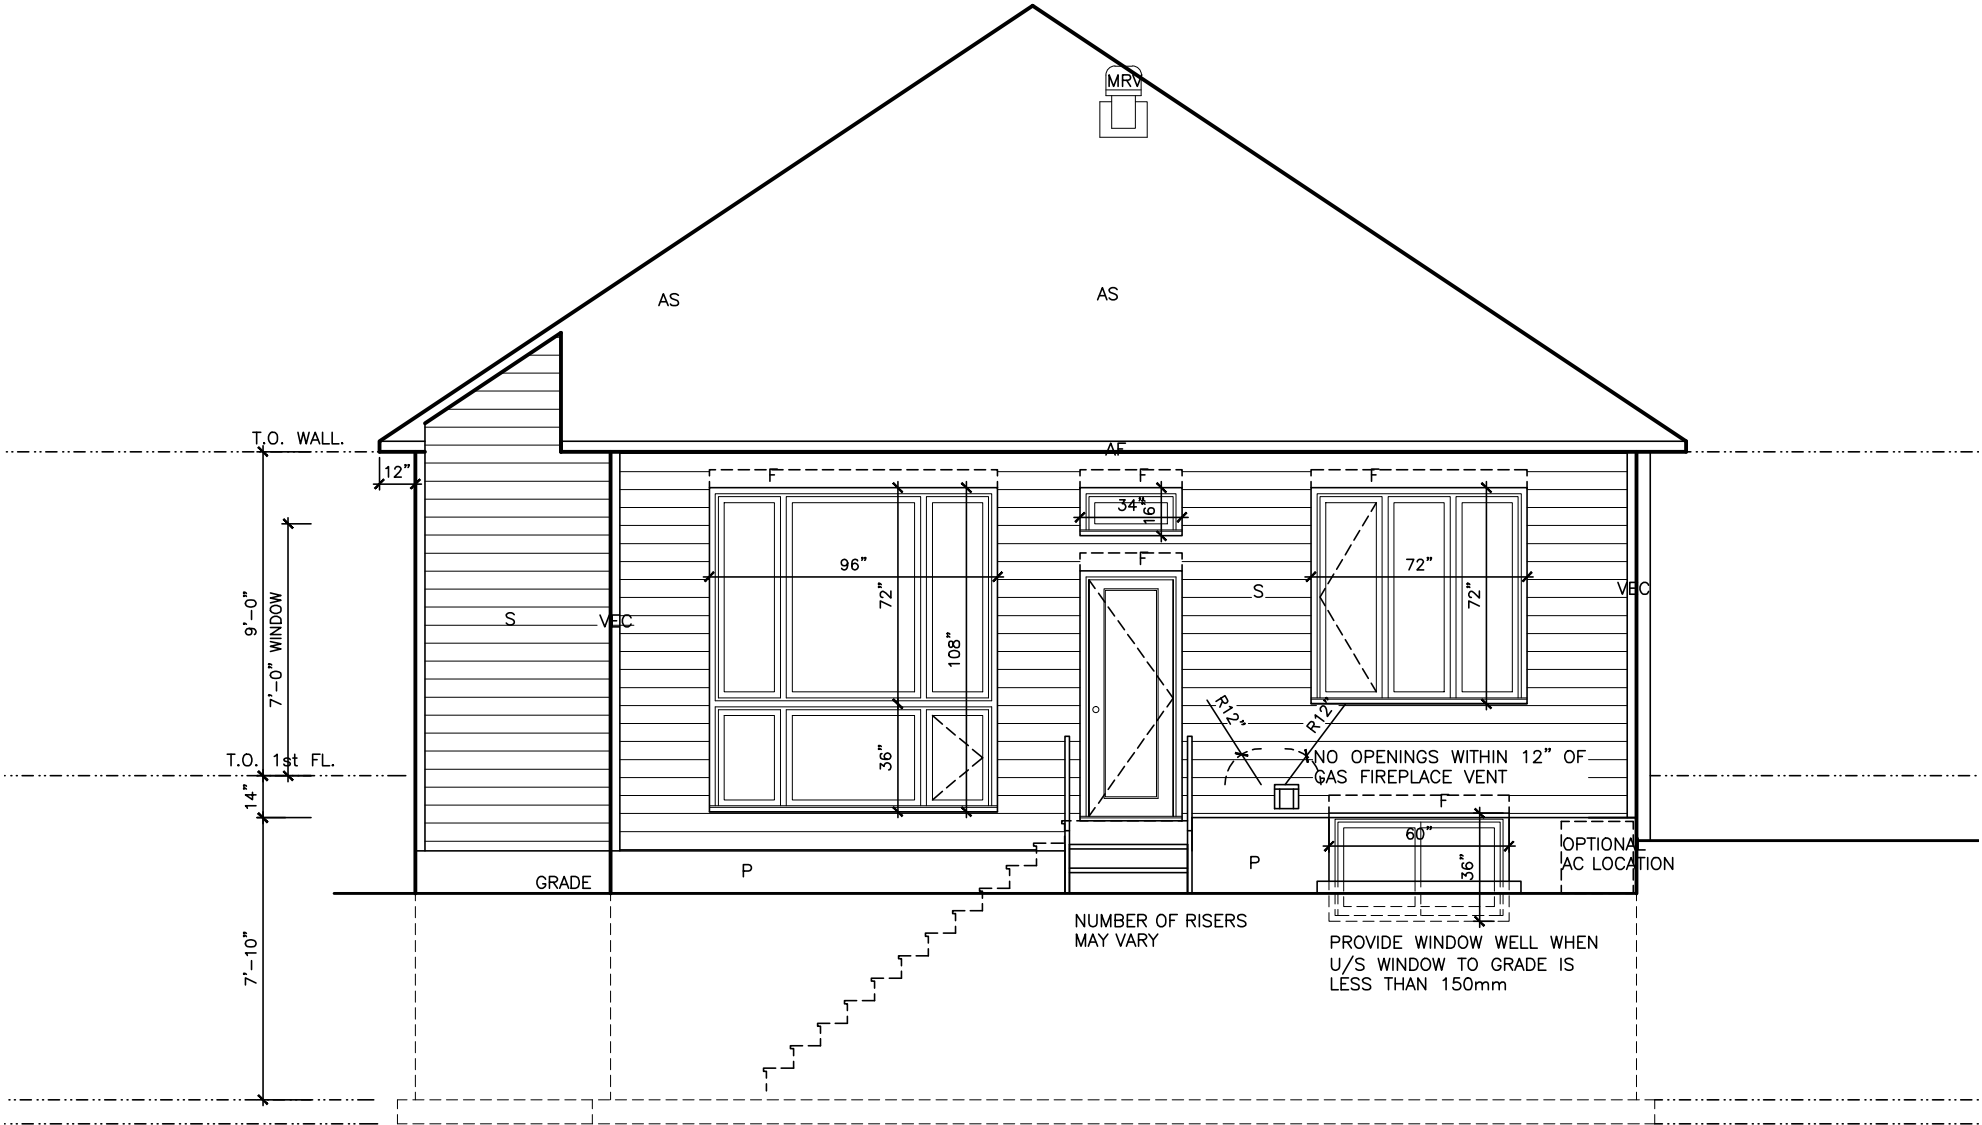 MRV
AS
AS
T.O. WALL.
AF
12"
F
F
F
34"
16"
F
96"
72"
72"
72"
9'-0"
7'-0" WINDOW
S
VEC
S
VEC
108"
R12"
R12"
36"
T.O. 1st FL.
NO OPENINGS WITHIN 12" OF
GAS FIREPLACE VENT
14"
F
60"
36"
OPTIONAL
AC LOCATION
P
P
GRADE
NUMBER OF RISERS
MAY VARY
7'-10"
PROVIDE WINDOW WELL WHEN
U/S WINDOW TO GRADE IS
LESS THAN 150mm